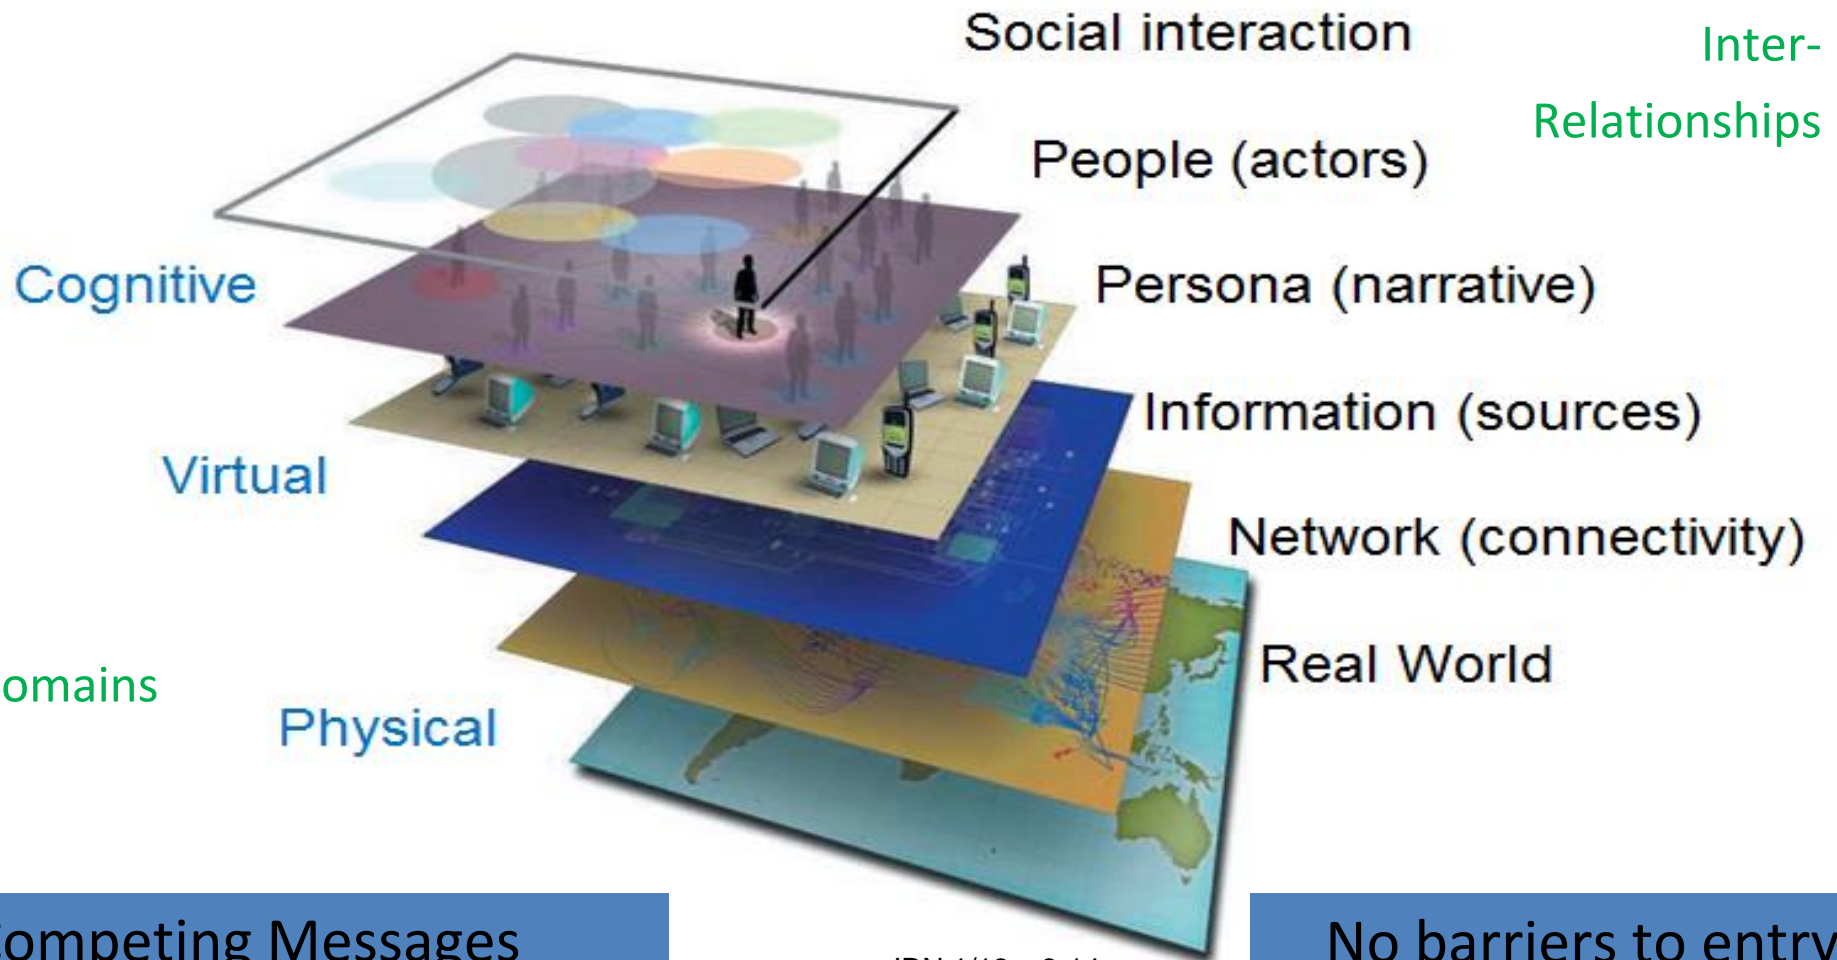 Social interaction
Inter-
Relationships
People (actors)
Cognitive
Persona (narrative)
Information (sources)
Virtual
Network (connectivity)
Real World
omains
Physical
ompeting Messages
No barriers to entry